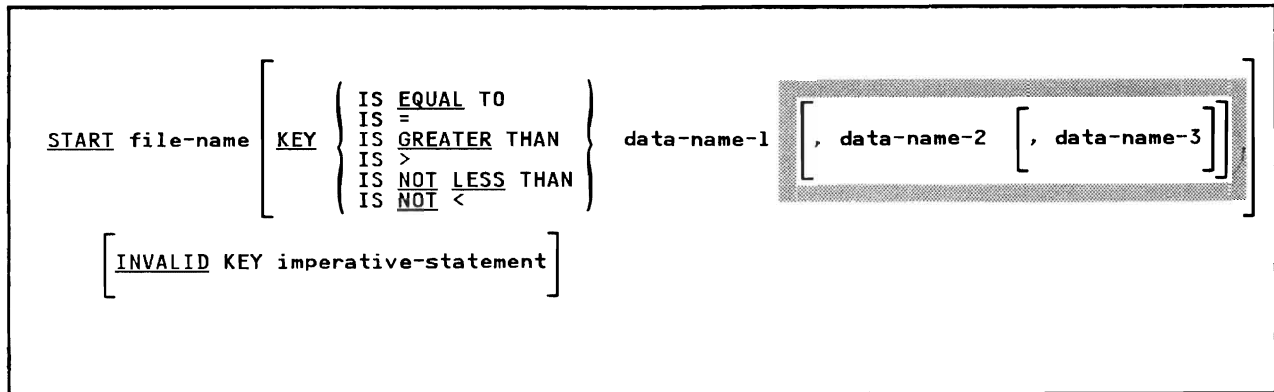 IS EQUAL TO
IS =
IS GREATER THAN
IS >
IS NOT LESS THAN
IS NOT <
START file-name [ KEY { } data-name-1 [, data-name-2 [, data-name-3]] ]
[INVALID KEY imperative-statement]